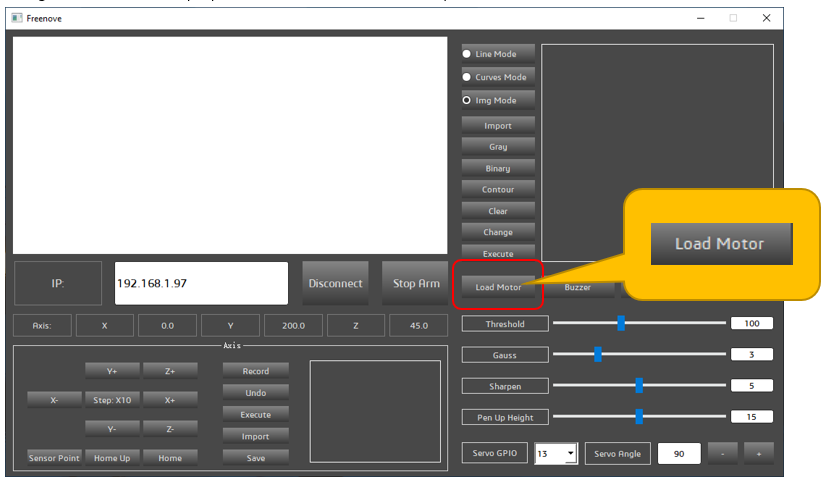 Freenove
Line Mode
Curves Mode
Img Mode
Import
Gray
Binary
Contour
Clear
Change
Execute
Load Motor
IP:
192.168.1.97
Disconnect
Stop Arm
Load Motor
Buzzer
Axis:
X
0.0
Y
200.0
Z
45.0
Threshold
100
Gauss
3
Sharpen
5
Pen Up Height
15
Axis
Y+
Z+
Record
X-
Step: X10
X+
Undo
Execute
Y-
Z-
Import
Sensor Point
Home Up
Home
Save
Servo GPIO
13
Servo Angle
90
-
+